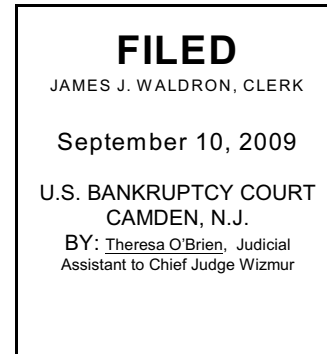 FILED
JAMES J. WALDRON, CLERK
September 10, 2009
U.S. BANKRUPTCY COURT
CAMDEN, N.J.
BY: Theresa O'Brien, Judicial
Assistant to Chief Judge Wizmur